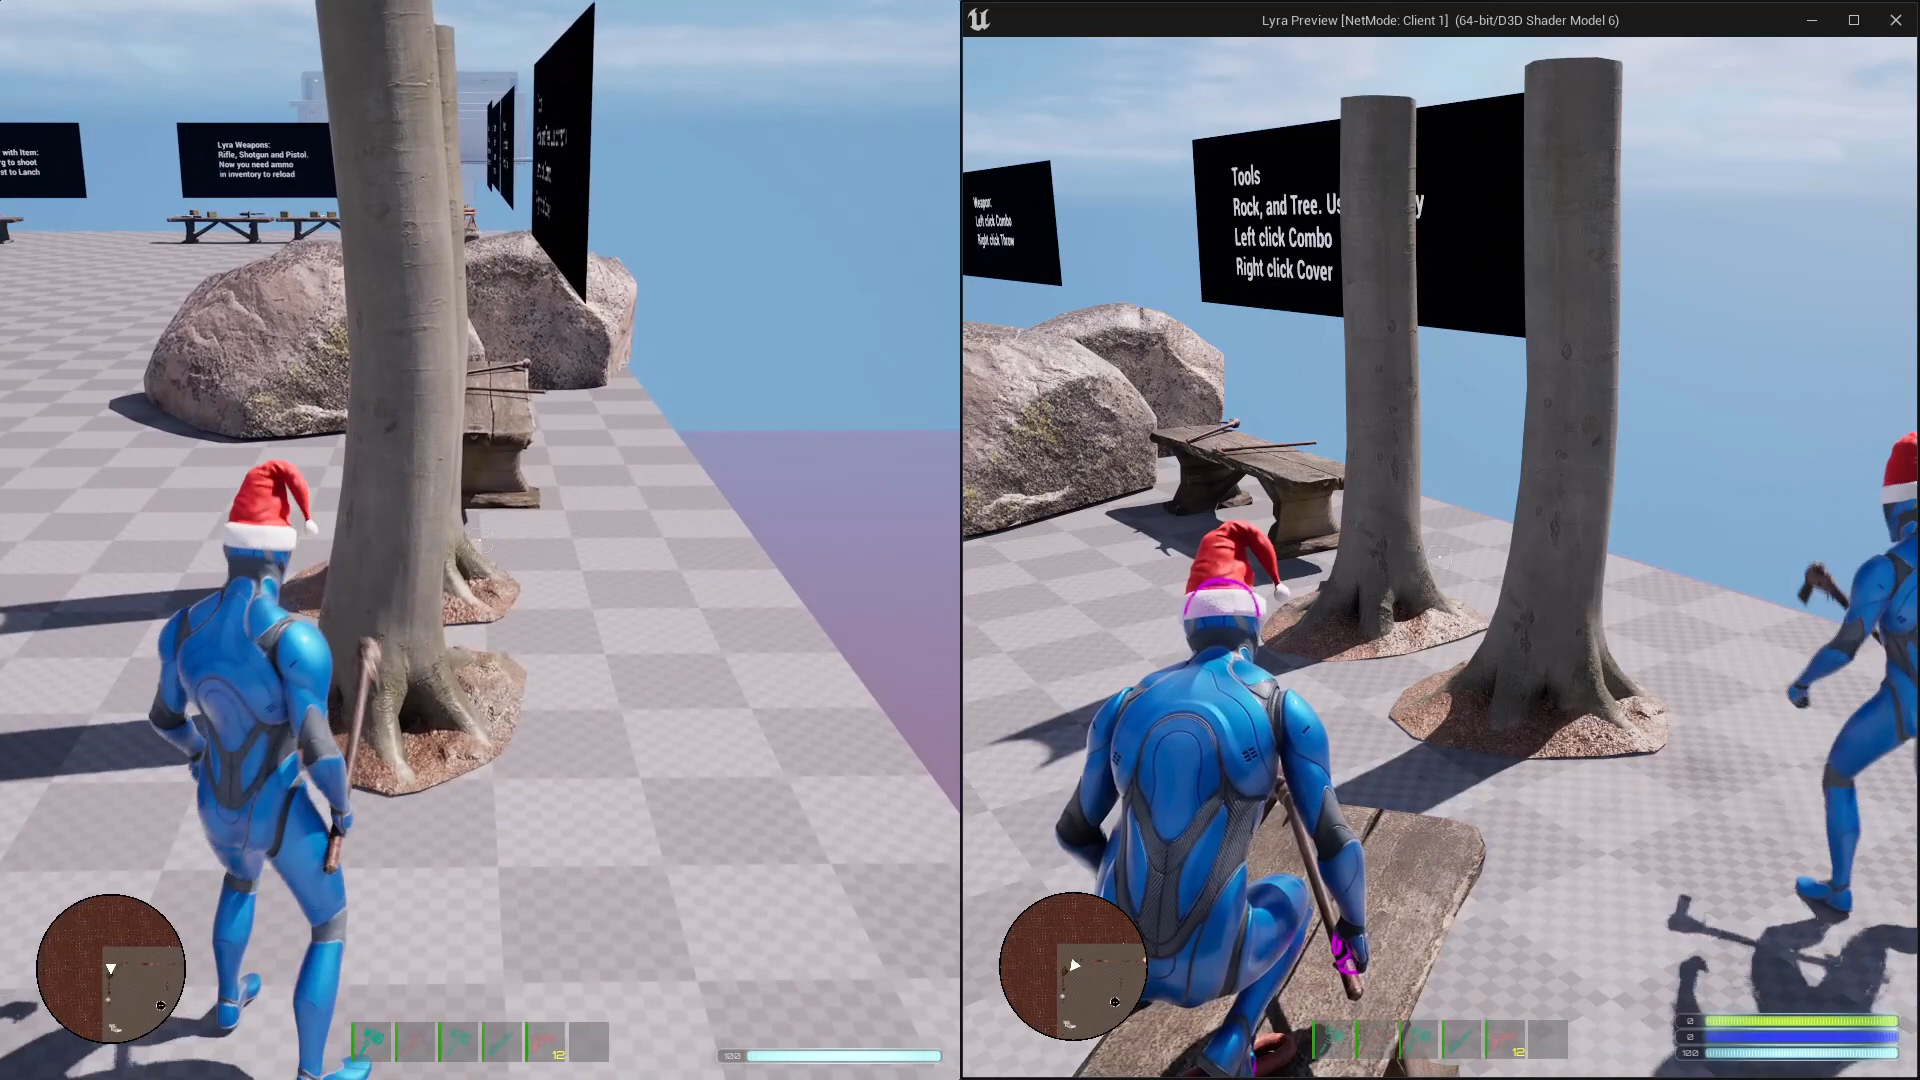 with Item:
to shoot
to Lanch
Lyra Weapons:
Rifle, Shotgun and Pistol.
Now you need ammo
in inventory to reload
12
100
Lyra Preview [NetMode: Client 1] (64-bit/D3D Shader Model 6)
Weapon:
Left click Combo
Right click Throw
Tools
Rock, and Tree.
Left click Combo
Right click Cover
12
0
0
100